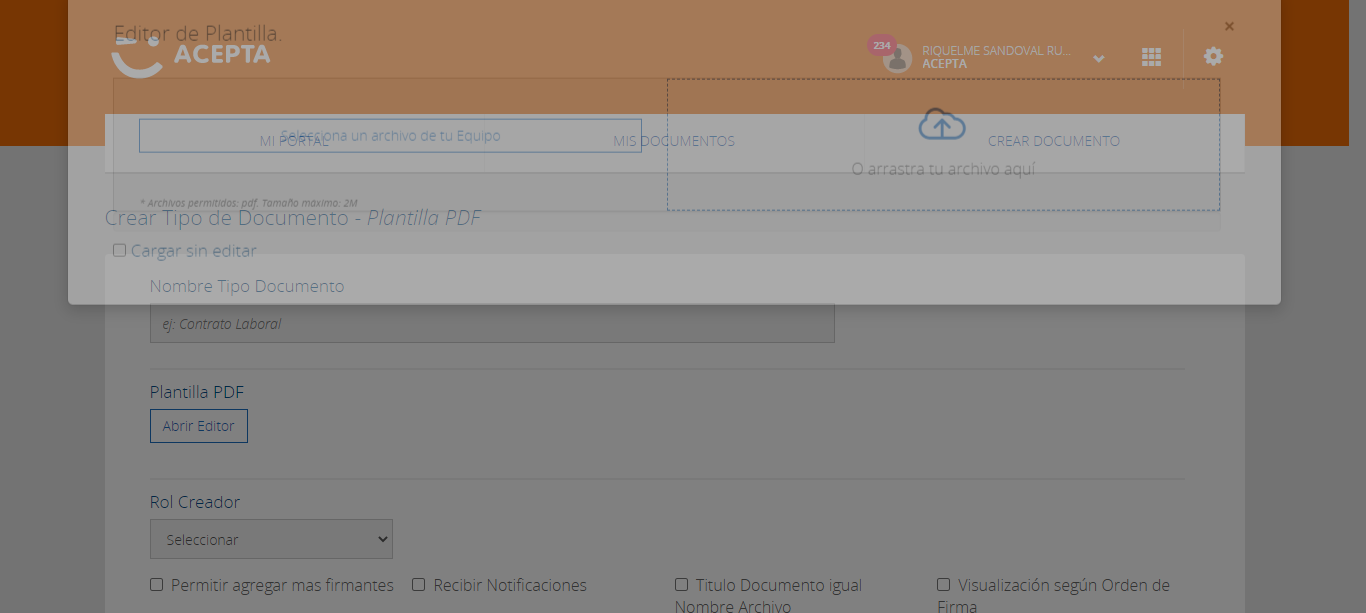 Editor de Plantilla.
×
ACEPTA
234
RIQUELME SANDOVAL RU...
ACEPTA
Selecciona un archivo de tu Equipo
MI PORTAL
MIS DOCUMENTOS
CREAR DOCUMENTO
O arrastra tu archivo aquí
* Archivos permitidos: pdf. Tamaño máximo: 2M
Crear Tipo de Documento - Plantilla PDF
Cargar sin editar
Nombre Tipo Documento
ej: Contrato Laboral
Plantilla PDF
Abrir Editor
Rol Creador
Seleccionar
Permitir agregar mas firmantes
Recibir Notificaciones
Titulo Documento igual
Nombre Archivo
Visualización según Orden de
Firma